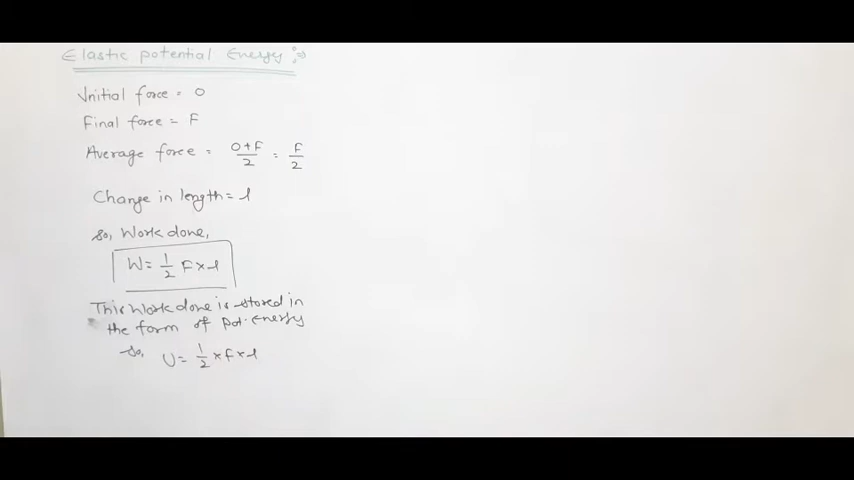 Elastic potential Energy :⇒
Initial force = 0
Final force = F
Average force = 0+F/2 = F/2
Change in length = l
so, Work done,
W = 1/2 F × l
This Work done is stored in
the form of pot. energy
so, U = 1/2 × F × l